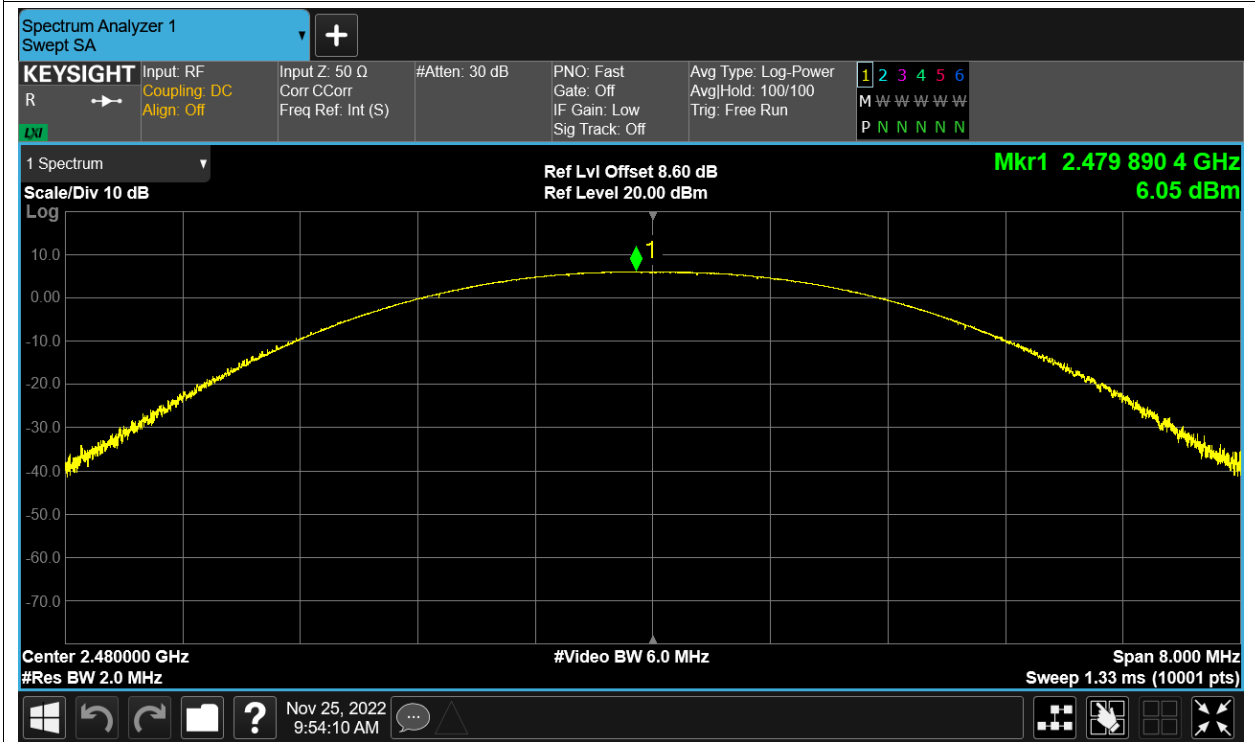 Spectrum Analyzer 1
Swept SA
+
KEYSIGHT
R
LXI
Input: RF
Coupling: DC
Align: Off
Input Z: 50 Ω
Corr CCorr
Freq Ref: Int (S)
#Atten: 30 dB
PNO: Fast
Gate: Off
IF Gain: Low
Sig Track: Off
Avg Type: Log-Power
Avg|Hold: 100/100
Trig: Free Run
1 2 3 4 5 6
M W W W W W
P N N N N N
1 Spectrum
Scale/Div 10 dB
Log
Ref Lvl Offset 8.60 dB
Ref Level 20.00 dBm
Mkr1 2.479 890 4 GHz
6.05 dBm
1
10.0
0.00
-10.0
-20.0
-30.0
-40.0
-50.0
-60.0
-70.0
Center 2.480000 GHz
#Res BW 2.0 MHz
#Video BW 6.0 MHz
Span 8.000 MHz
Sweep 1.33 ms (10001 pts)
?
Nov 25, 2022
9:54:10 AM